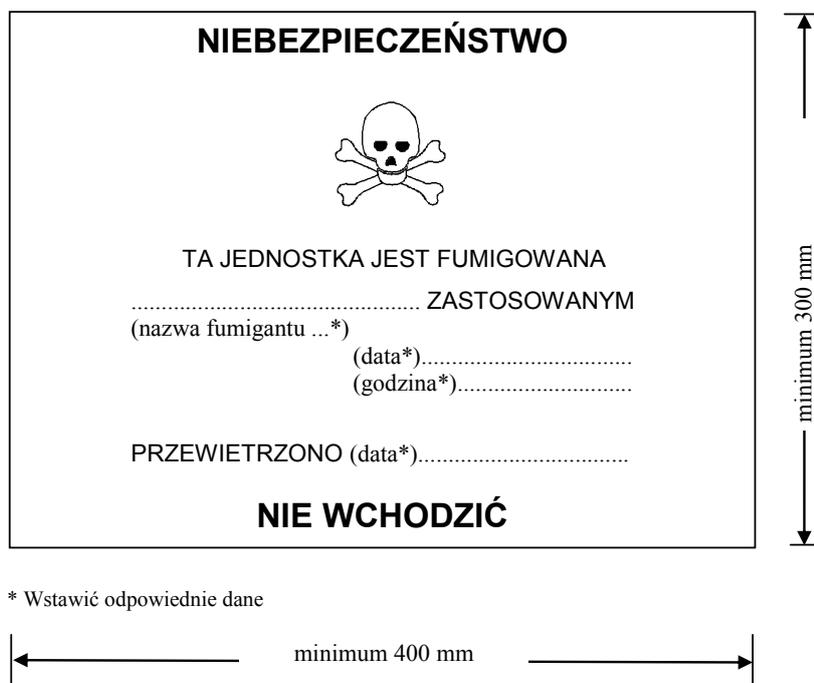 NIEBEZPIECZEŃSTWO
TA JEDNOSTKA JEST FUMIGOWANA
................................................ ZASTOSOWANYM
(nazwa fumigantu ...*)
(data*)...................................
(godzina*).............................
PRZEWIETRZONO (data*)...................................
NIE WCHODZIĆ
minimum 300 mm
* Wstawić odpowiednie dane
minimum 400 mm